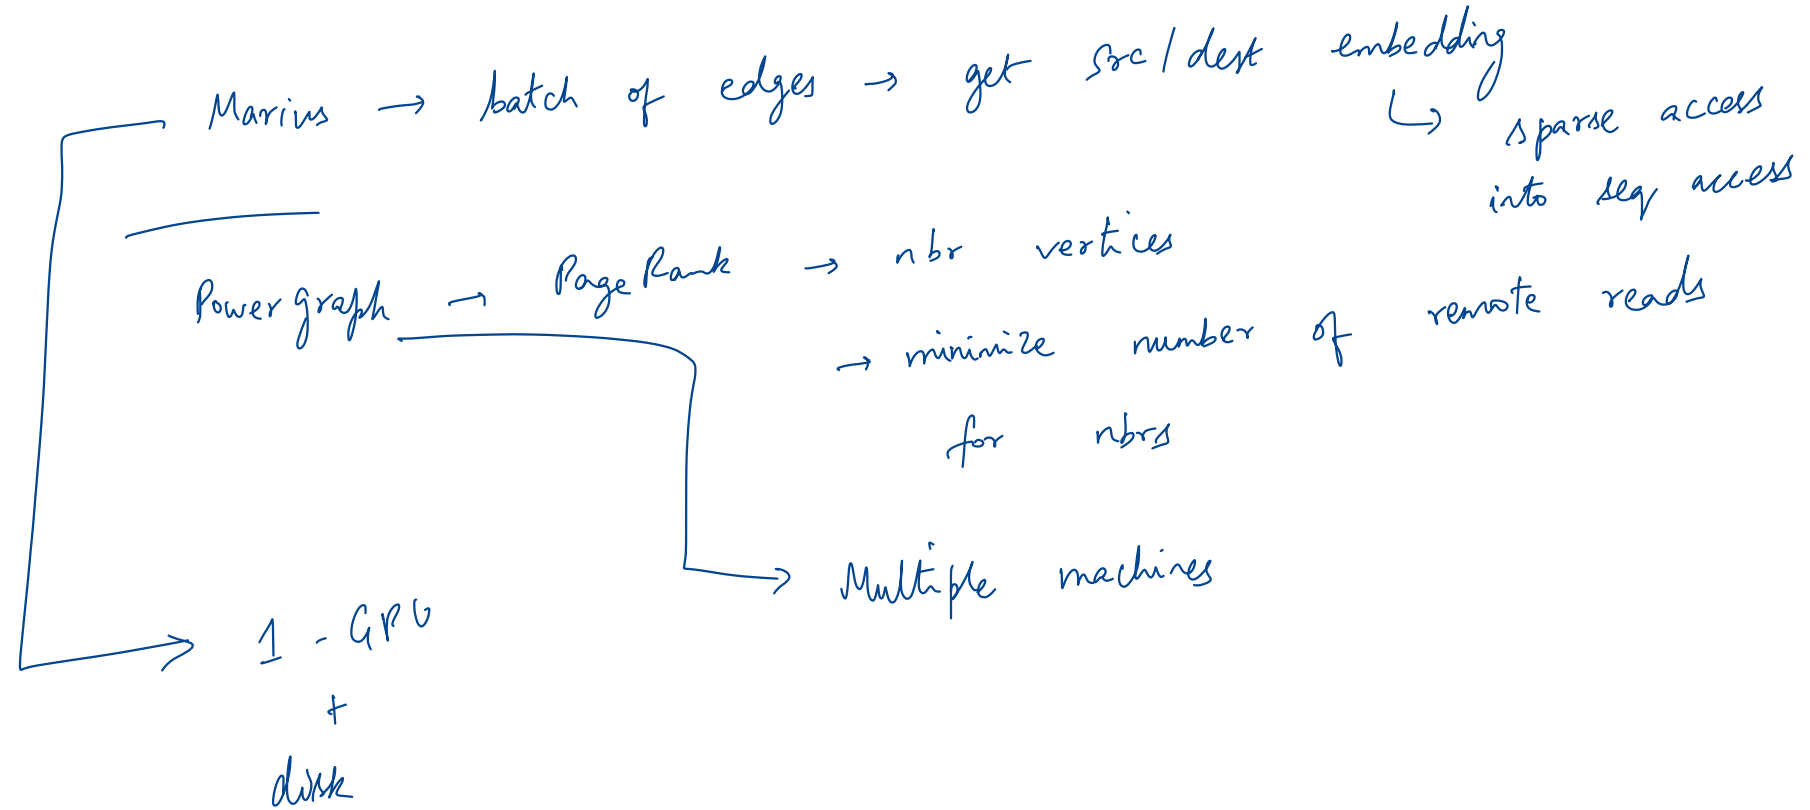 Marius → batch of edges → get src/dest embedding
↳ sparse access
into seq access
Powergraph → PageRank → nbr vertices
→ minimize number of remote reads
for nbrs
Multiple machines
1 - GPU
+
disk